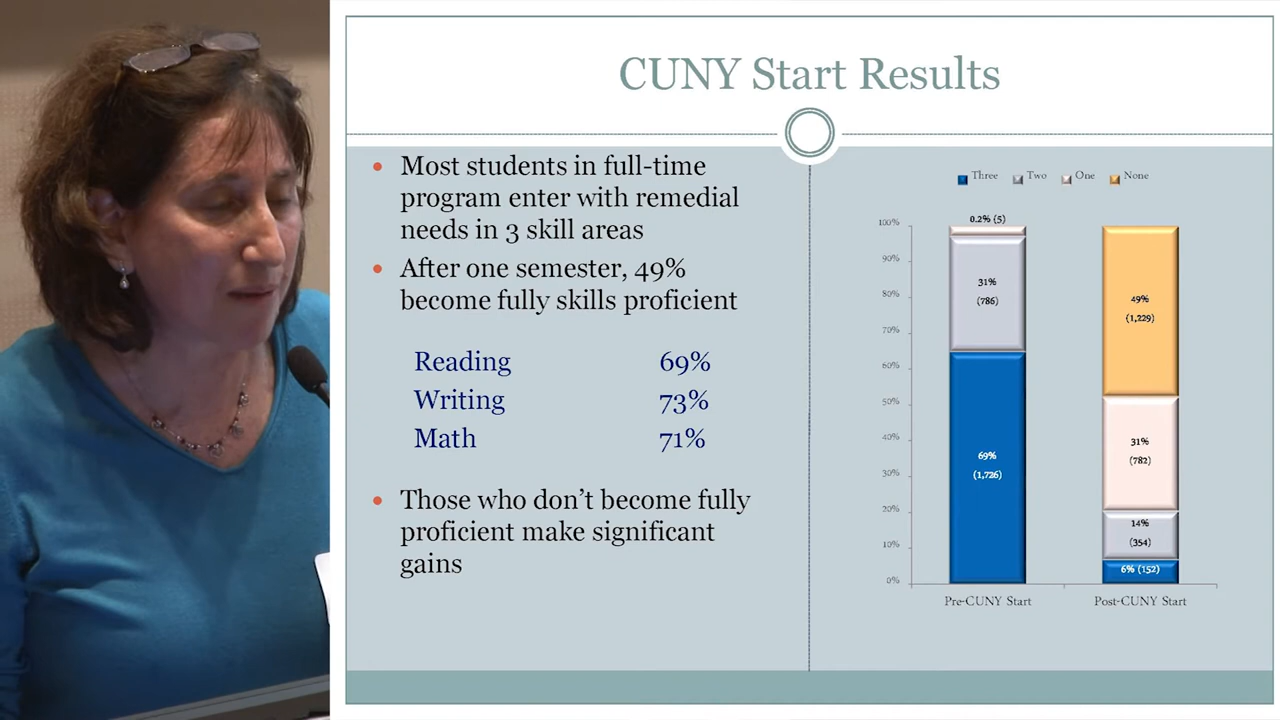 CUNY Start Results
• Most students in full-time
program enter with remedial
needs in 3 skill areas
• After one semester, 49%
become fully skills proficient
Reading 69%
Writing 73%
Math 71%
• Those who don't become fully
proficient make significant
gains
Three Two One None
100%
90%
80%
70%
60%
50%
40%
30%
20%
10%
0%
0.2% (5)
31%
(786)
69%
(1,726)
Pre-CUNY Start
49%
(1,229)
31%
(782)
14%
(354)
6% (152)
Post-CUNY Start